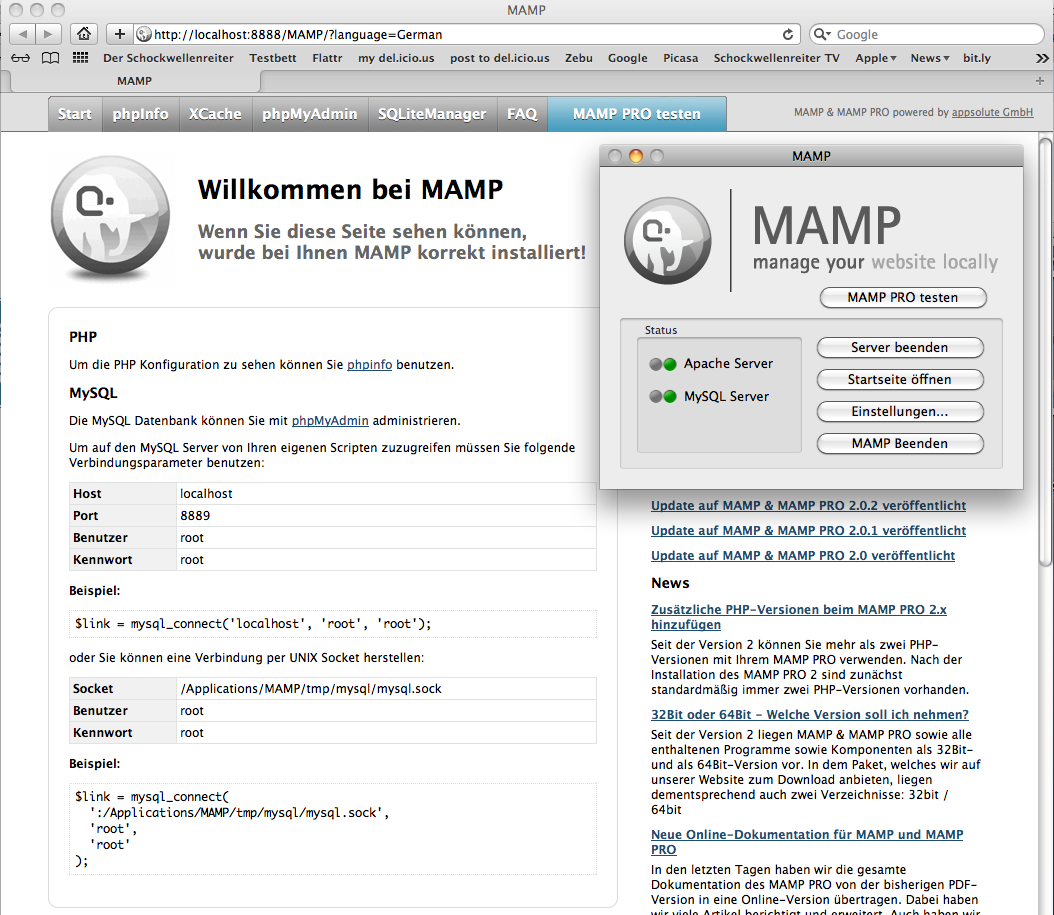 MAMP
http://localhost:8888/MAMP/?language=German
Google
Der Schockwellenreiter Testbett Flattr my del.icio.us post to del.icio.us Zebu Google Picasa Schockwellenreiter TV Apple▾ News▾ bit.ly »
MAMP
Start phpInfo XCache phpMyAdmin SQLiteManager FAQ MAMP PRO testen
MAMP & MAMP PRO powered by appsolute GmbH
Willkommen bei MAMP
Wenn Sie diese Seite sehen können,
wurde bei Ihnen MAMP korrekt installiert!
PHP
Um die PHP Konfiguration zu sehen können Sie phpinfo benutzen.
MySQL
Die MySQL Datenbank können Sie mit phpMyAdmin administrieren.
Um auf den MySQL Server von Ihren eigenen Scripten zuzugreifen müssen Sie folgende
Verbindungsparameter benutzen:
Host localhost
Port 8889
Benutzer root
Kennwort root
Beispiel:
$link = mysql_connect('localhost', 'root', 'root');
oder Sie können eine Verbindung per UNIX Socket herstellen:
Socket /Applications/MAMP/tmp/mysql/mysql.sock
Benutzer root
Kennwort root
Beispiel:
$link = mysql_connect(
':/Applications/MAMP/tmp/mysql/mysql.sock',
'root',
'root'
);
MAMP
MAMP
manage your website locally
MAMP PRO testen
Status
Apache Server
MySQL Server
Server beenden
Startseite öffnen
Einstellungen...
MAMP Beenden
Update auf MAMP & MAMP PRO 2.0.2 veröffentlicht
Update auf MAMP & MAMP PRO 2.0.1 veröffentlicht
Update auf MAMP & MAMP PRO 2.0 veröffentlicht
News
Zusätzliche PHP-Versionen beim MAMP PRO 2.x
hinzufügen
Seit der Version 2 können Sie mehr als zwei PHP-
Versionen mit Ihrem MAMP PRO verwenden. Nach der
Installation des MAMP PRO 2 sind zunächst
standardmäßig immer zwei PHP-Versionen vorhanden.
32Bit oder 64Bit - Welche Version soll ich nehmen?
Seit der Version 2 liegen MAMP & MAMP PRO sowie alle
enthaltenen Programme sowie Komponenten als 32Bit-
und als 64Bit-Version vor. In dem Paket, welches wir auf
unserer Website zum Download anbieten, liegen
dementsprechend auch zwei Verzeichnisse: 32bit /
64bit
Neue Online-Dokumentation für MAMP und MAMP
PRO
In den letzten Tagen haben wir die gesamte
Dokumentation des MAMP PRO von der bisherigen PDF-
Version in eine Online-Version übertragen. Dabei haben
wir viele Artikel berichtigt und erweitert. Auch haben wir